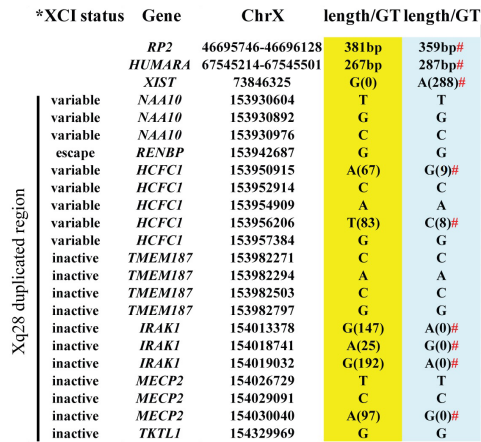 *XCI status Gene ChrX length/GT length/GT
RP2 46695746-46696128 381bp 359bp#
HUMARA 67545214-67545501 267bp 287bp#
XIST 73846325 G(0) A(288)#
variable NAA10 153930604 T T
variable NAA10 153930892 G G
variable NAA10 153930976 C C
escape RENBP 153942687 G G
variable HCFC1 153950915 A(67) G(9)#
variable HCFC1 153952914 C C
variable HCFC1 153954909 A A
variable HCFC1 153956206 T(83) C(8)#
variable HCFC1 153957384 G G
inactive TMEM187 153982271 C C
inactive TMEM187 153982294 A A
inactive TMEM187 153982503 C C
inactive TMEM187 153982797 G G
inactive IRAK1 154013378 G(147) A(0)#
inactive IRAK1 154018741 A(25) G(0)#
inactive IRAK1 154019032 G(192) A(0)#
inactive MECP2 154026729 T T
inactive MECP2 154029091 C C
inactive MECP2 154030040 A(97) G(0)#
inactive TKTL1 154329969 G G
Xq28 duplicated region